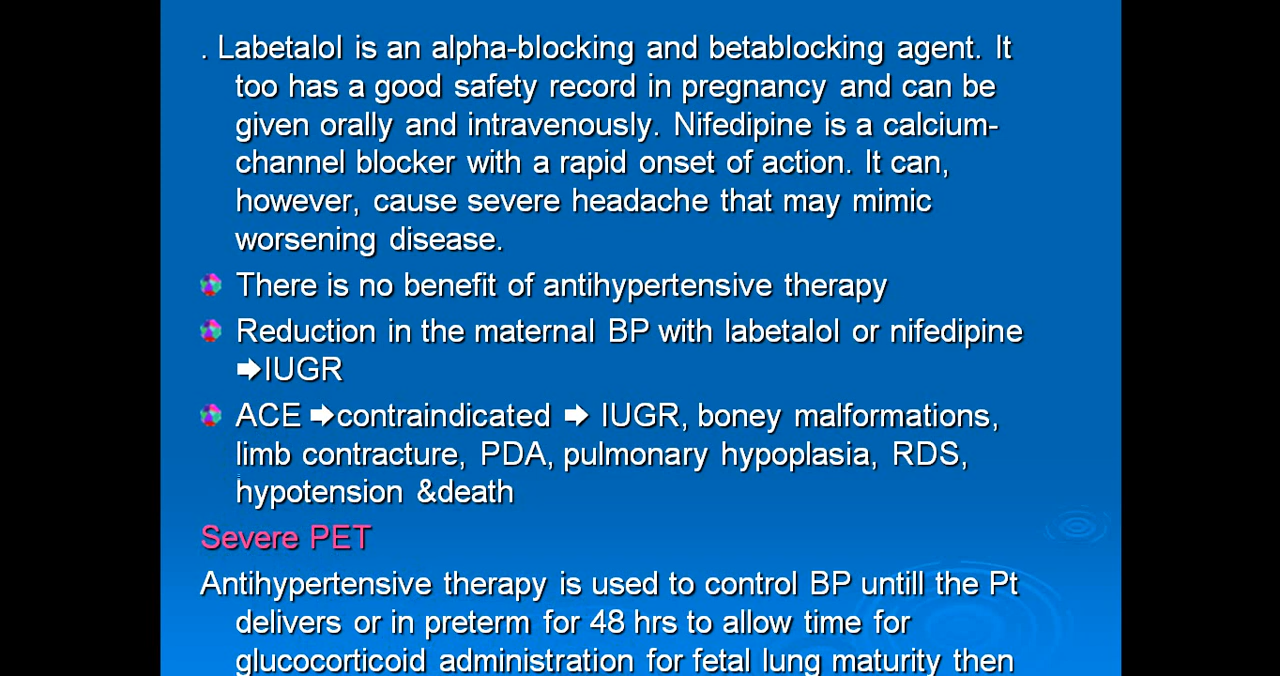 . Labetalol is an alpha-blocking and betablocking agent. It
too has a good safety record in pregnancy and can be
given orally and intravenously. Nifedipine is a calcium-
channel blocker with a rapid onset of action. It can,
however, cause severe headache that may mimic
worsening disease.
There is no benefit of antihypertensive therapy
Reduction in the maternal BP with labetalol or nifedipine
➡IUGR
ACE ➡contraindicated ➡ IUGR, boney malformations,
limb contracture, PDA, pulmonary hypoplasia, RDS,
hypotension &death
Severe PET
Antihypertensive therapy is used to control BP untill the Pt
delivers or in preterm for 48 hrs to allow time for
glucocorticoid administration for fetal lung maturity then